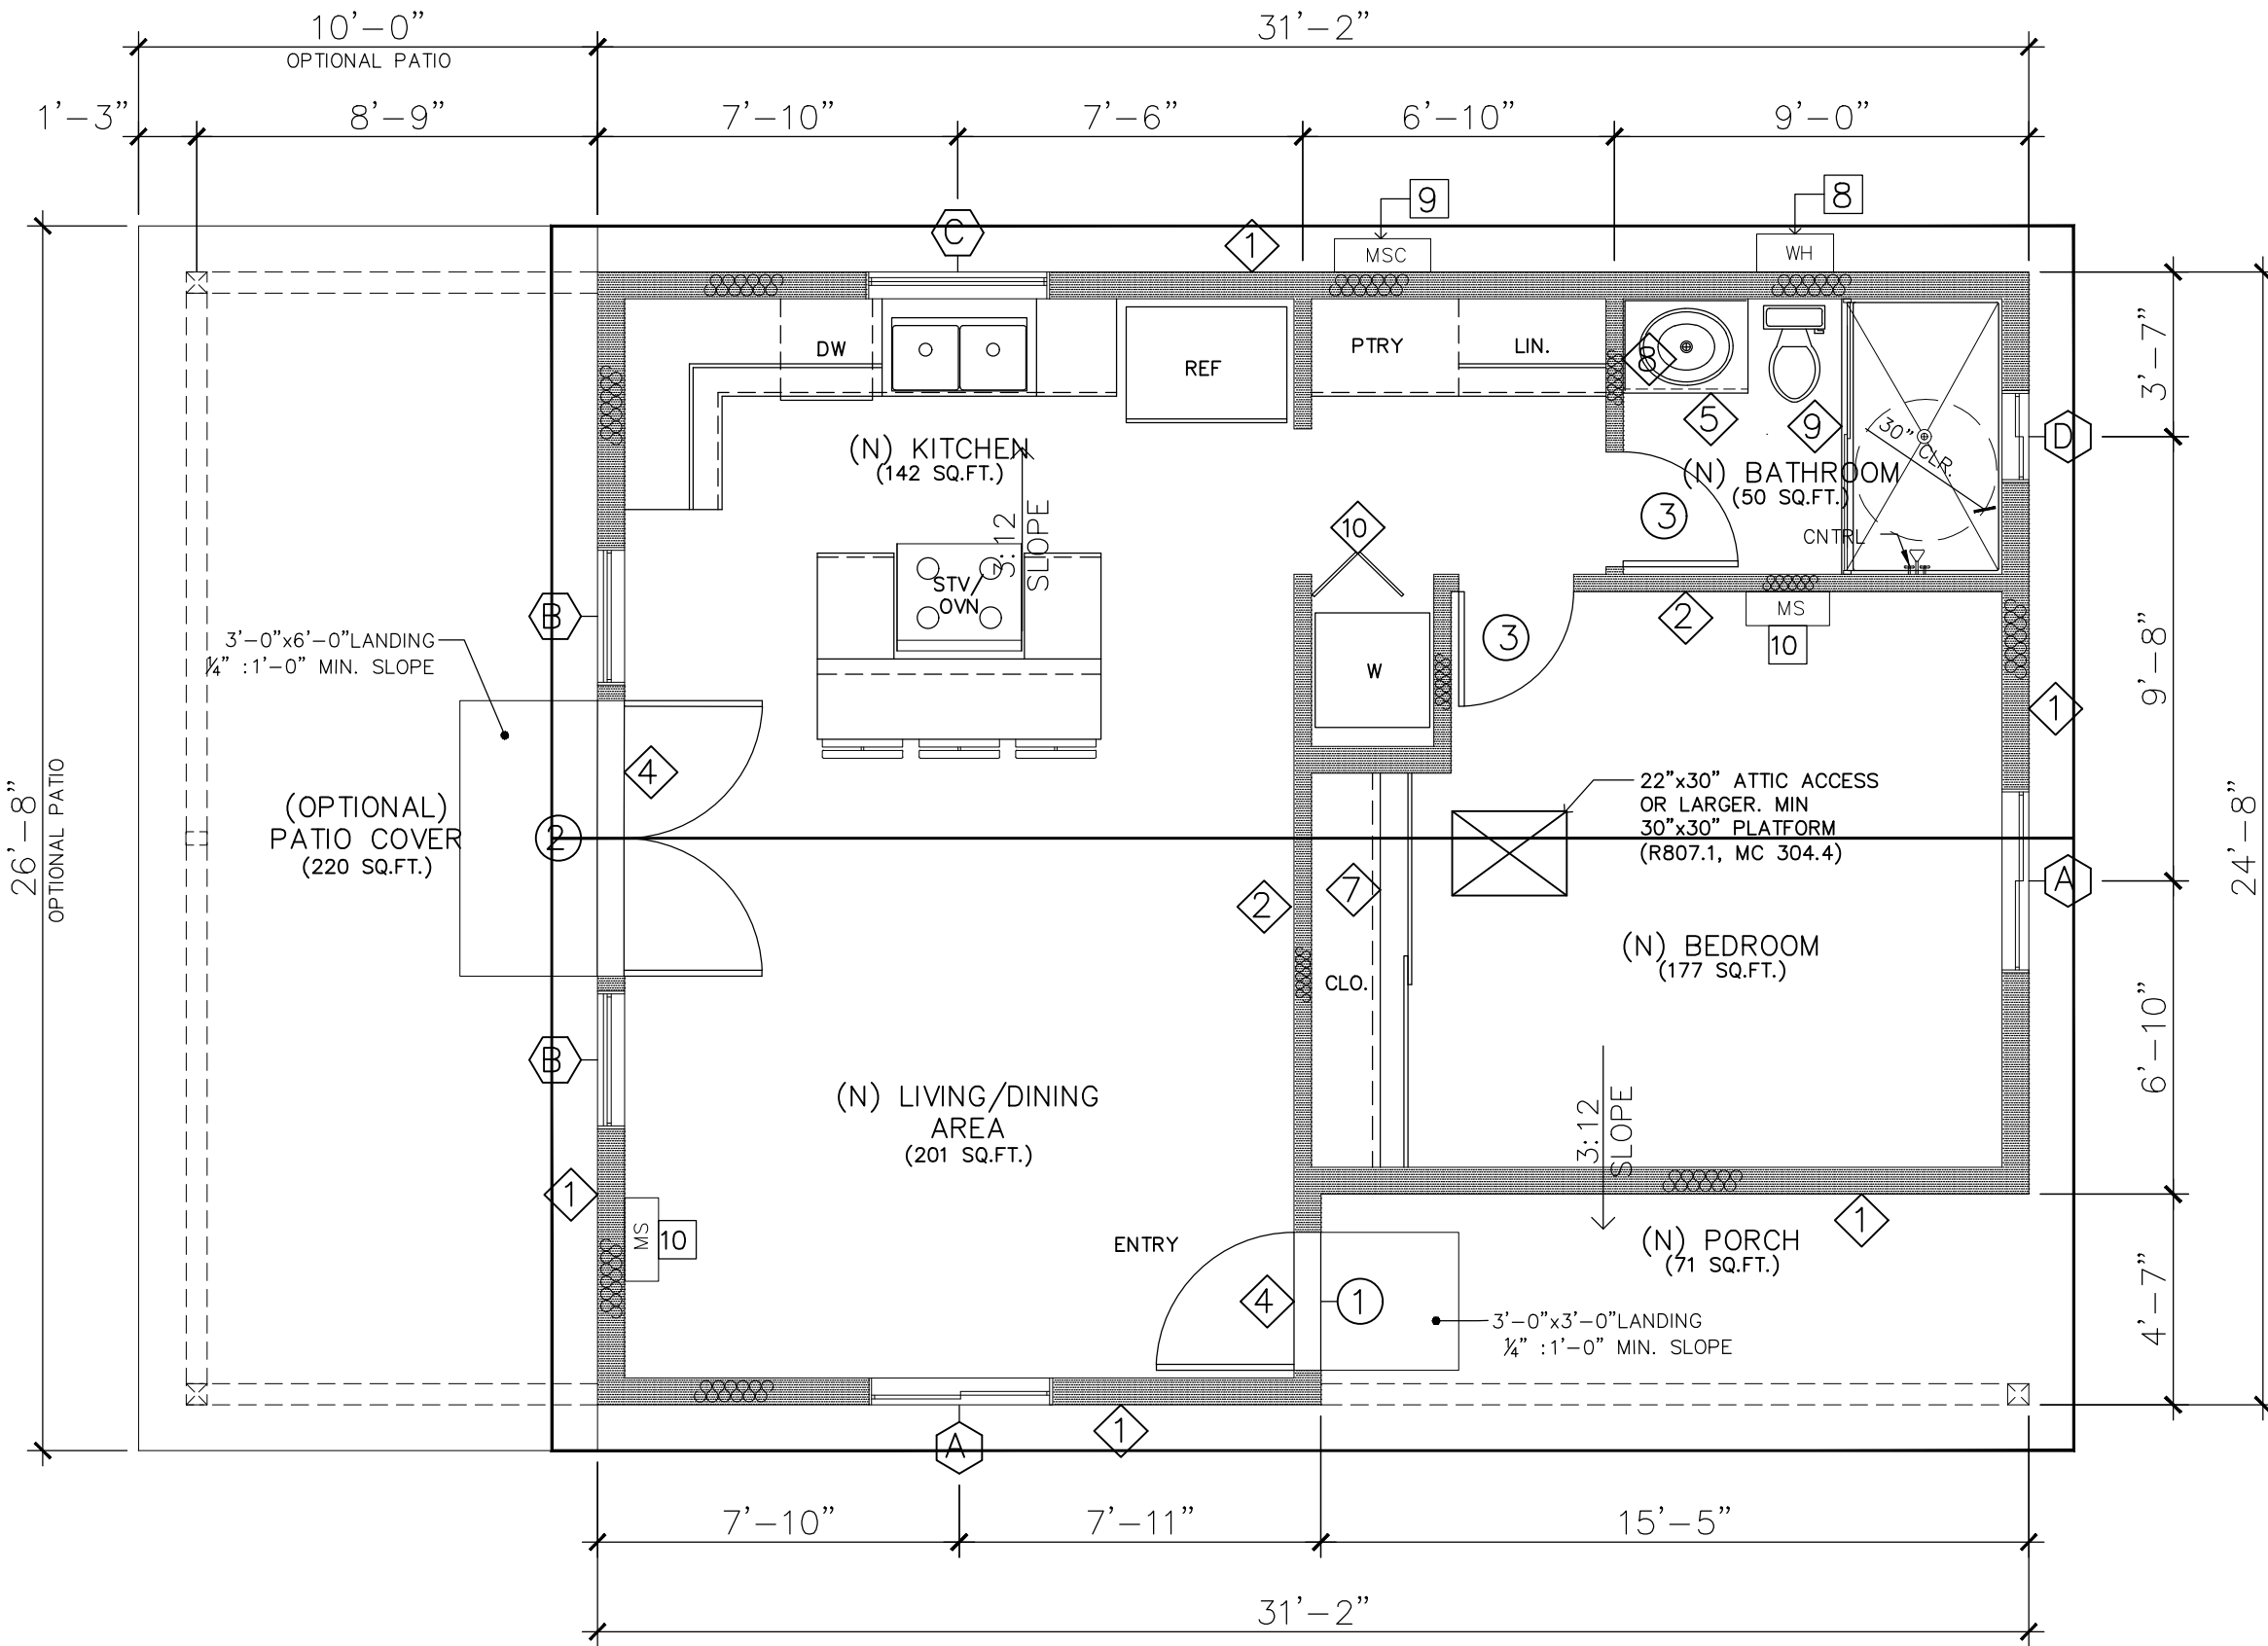 10'-0"
OPTIONAL PATIO
31'-2"
1'-3"
8'-9"
7'-10"
7'-6"
6'-10"
9'-0"
9
8
C
1
MSC
WH
DW
REF
PTRY
LIN.
8
5
9
30" CLR.
D
3'-7"
(N) KITCHEN
(142 SQ.FT.)
(N) BATHROOM
(50 SQ.FT.)
3:12
SLOPE
10
3
CNTRL
STV/
OVN
B
3'-0"x6'-0"LANDING
¼" :1'-0" MIN. SLOPE
W
3
2
MS
10
9'-8"
1
4
22"x30" ATTIC ACCESS
OR LARGER. MIN
30"x30" PLATFORM
(R807.1, MC 304.4)
(OPTIONAL)
PATIO COVER
(220 SQ.FT.)
2
26'-8"
OPTIONAL PATIO
24'-8"
7
2
A
(N) BEDROOM
(177 SQ.FT.)
CLO.
B
6'-10"
(N) LIVING/DINING
AREA
(201 SQ.FT.)
3:12
SLOPE
1
MS
10
ENTRY
(N) PORCH
(71 SQ.FT.)
1
4
1
3'-0"x3'-0"LANDING
¼" :1'-0" MIN. SLOPE
4'-7"
A
1
7'-10"
7'-11"
15'-5"
31'-2"